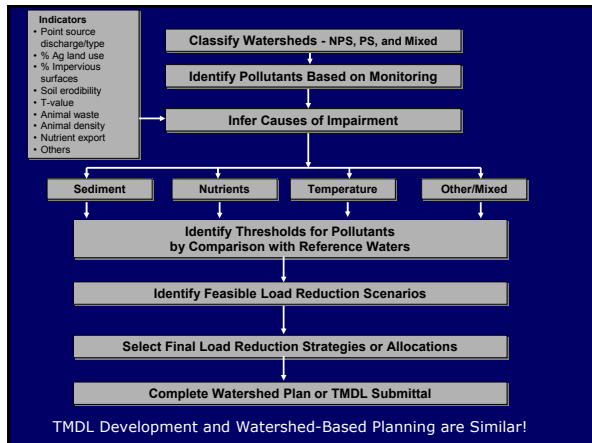 Indicators
• Point source
discharge/type
• % Ag land use
• % Impervious
surfaces
• Soil erodibility
• T-value
• Animal waste
• Animal density
• Nutrient export
• Others
Classify Watersheds - NPS, PS, and Mixed
Identify Pollutants Based on Monitoring
Infer Causes of Impairment
Sediment
Nutrients
Temperature
Other/Mixed
Identify Thresholds for Pollutants
by Comparison with Reference Waters
Identify Feasible Load Reduction Scenarios
Select Final Load Reduction Strategies or Allocations
Complete Watershed Plan or TMDL Submittal
TMDL Development and Watershed-Based Planning are Similar!